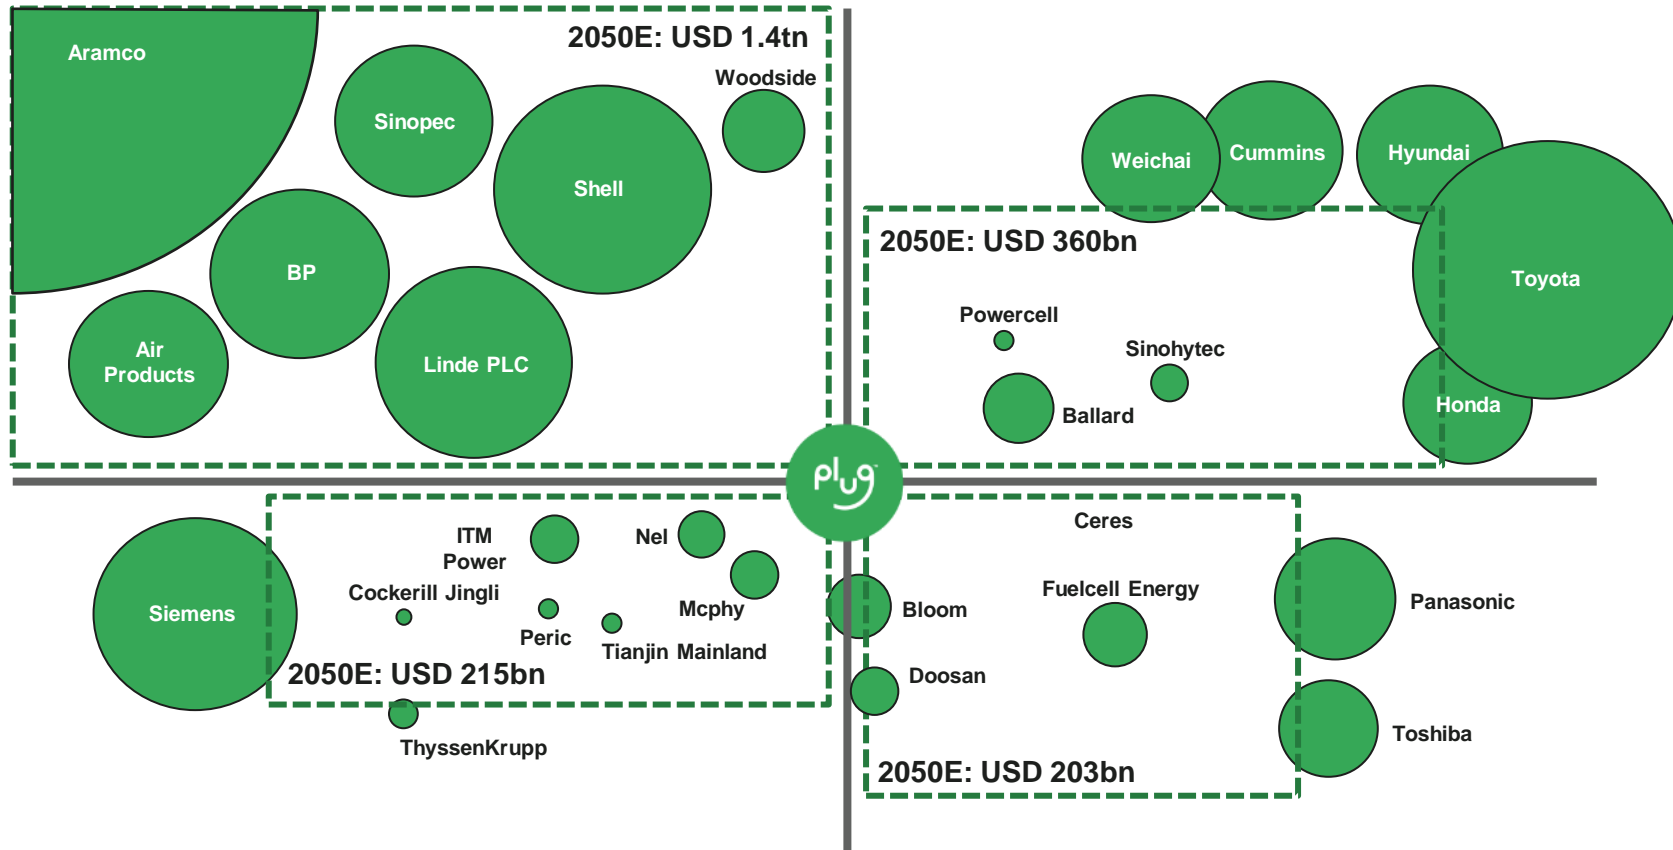 Aramco
2050E: USD 1.4tn
Woodside
Sinopec
Shell
BP
Air
Products
Linde PLC
Weichai
Cummins
Hyundai
2050E: USD 360bn
Toyota
Powercell
Sinohytec
Ballard
Honda
plug
Siemens
ITM
Power
Nel
Cockerill Jingli
Peric
Mcphy
Tianjin Mainland
2050E: USD 215bn
ThyssenKrupp
Ceres
Bloom
Fuelcell Energy
Panasonic
Doosan
Toshiba
2050E: USD 203bn